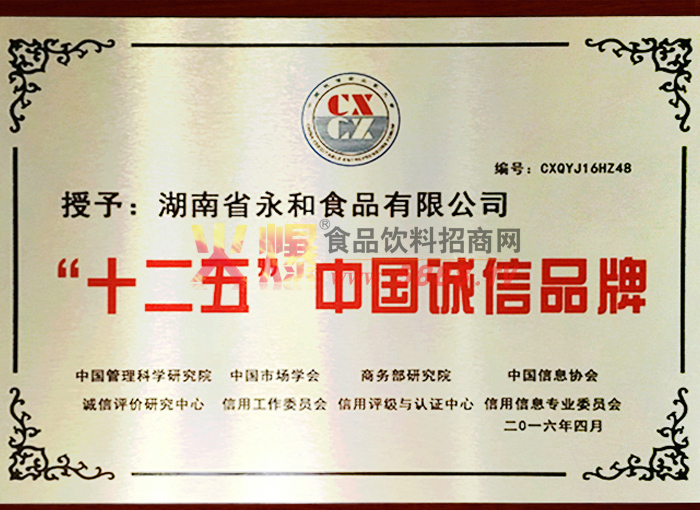 CX
CZ
编号：CXQYJ16HZ48
授予：湖南省永和食品有限公司
火爆®食品饮料招商网
“十二五”中国诚信品牌
中国管理科学研究院 中国市场学会 商务部研究院 中国信息协会
诚信评价研究中心 信用工作委员会 信用评级与认证中心 信用信息专业委员会
二0一六年四月